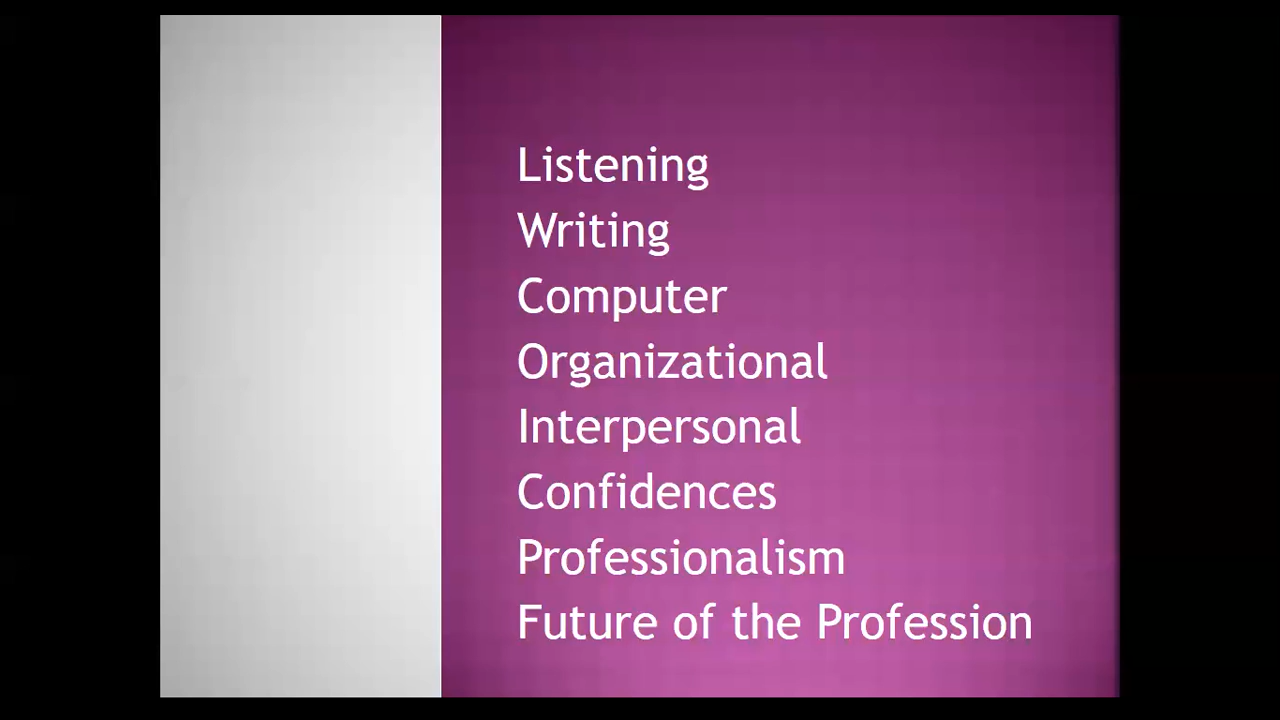 Listening
Writing
Computer
Organizational
Interpersonal
Confidences
Professionalism
Future of the Profession